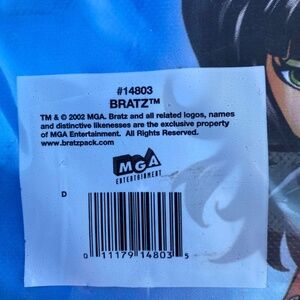 #14803
BRATZ™
TM & © 2002 MGA. Bratz and all related logos, names
and distinctive likenesses are the exclusive property
of MGA Entertainment. All Rights Reserved.
www.bratzpack.com
MGA
ENTERTAINMENT
D
0 11179 14803 5